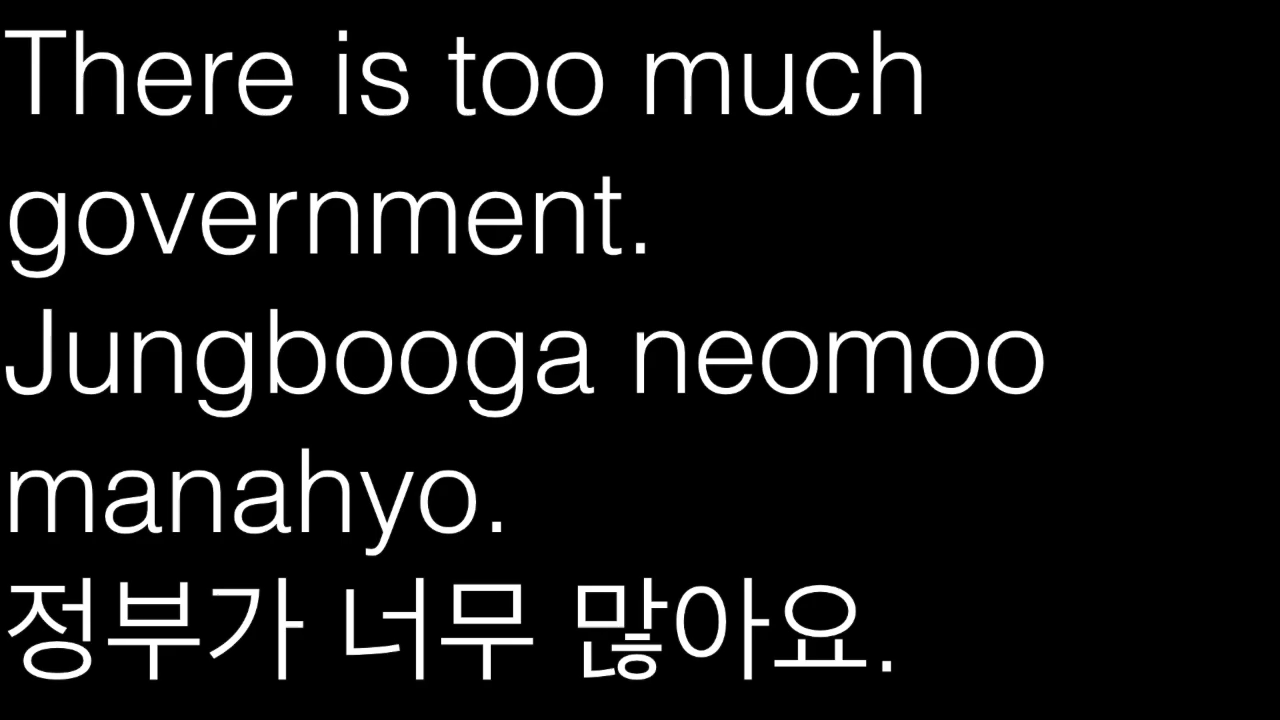 There is too much
government.
Jungbooga neomoo
manahyo.
정부가 너무 많아요.